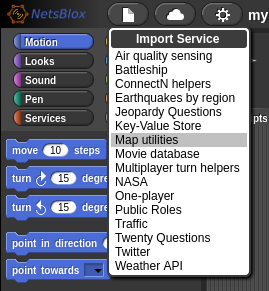 NetsBlox
my
Import Service
Motion
Looks
Sound
Pen
Services
Air quality sensing
Battleship
ConnectN helpers
Earthquakes by region
Jeopardy Questions
Key-Value Store
Map utilities
Movie database
Multiplayer turn helpers
NASA
One-player
Public Roles
Traffic
Twenty Questions
Twitter
Weather API
pts
move 10 steps
turn 15 degre
turn 15 degre
point in direction
point towards